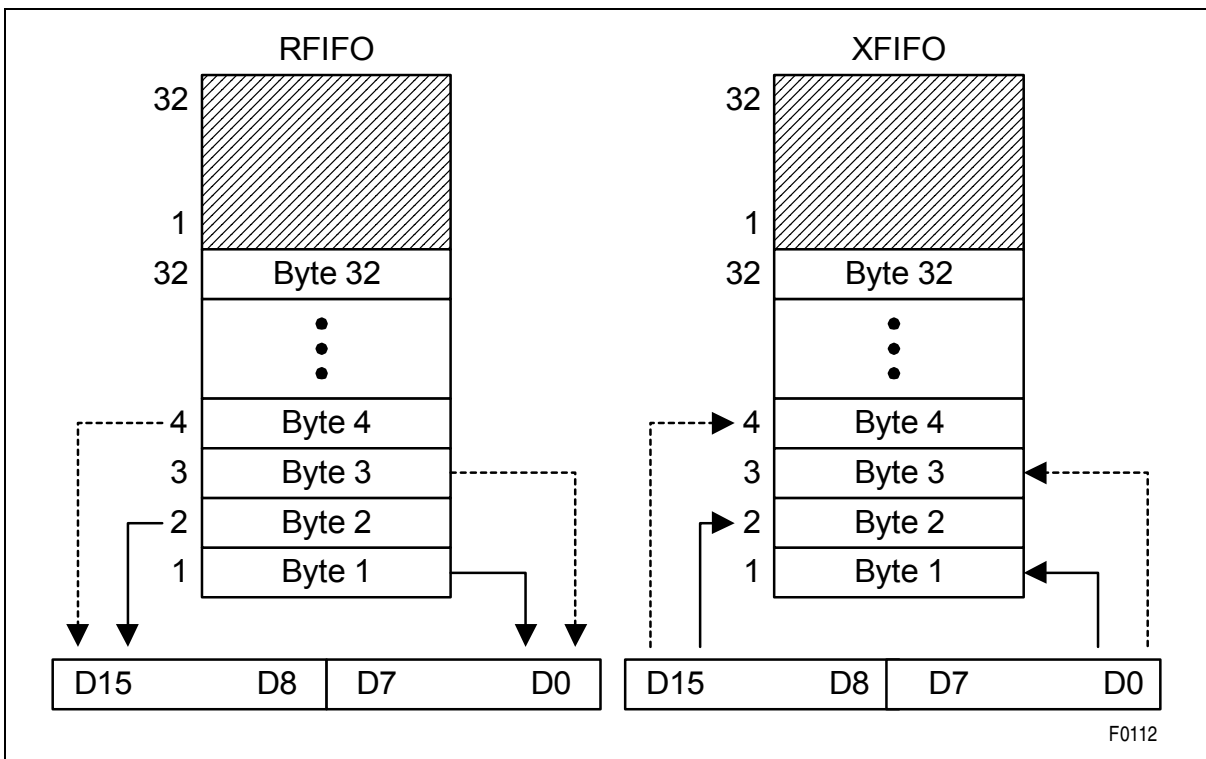 RFIFO XFIFO
32 32
1 1
32 Byte 32 32 Byte 32
4 Byte 4 4 Byte 4
3 Byte 3 3 Byte 3
2 Byte 2 2 Byte 2
1 Byte 1 1 Byte 1
D15 D8 D7 D0 D15 D8 D7 D0
F0112